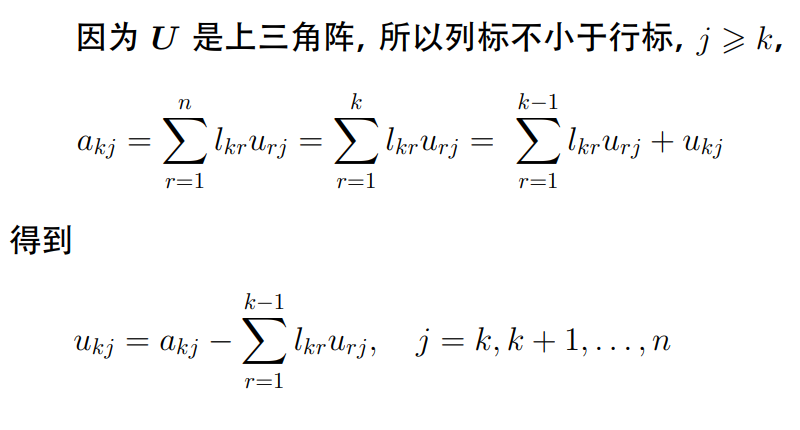 因为 U 是上三角阵, 所以列标不小于行标, j ⩾ k,
$a_{kj} = \sum_{r=1}^{n} l_{kr}u_{rj} = \sum_{r=1}^{k} l_{kr}u_{rj} = \sum_{r=1}^{k-1} l_{kr}u_{rj} + u_{kj}$
得到
$u_{kj} = a_{kj} - \sum_{r=1}^{k-1} l_{kr}u_{rj}, \quad j = k, k+1, \ldots, n$